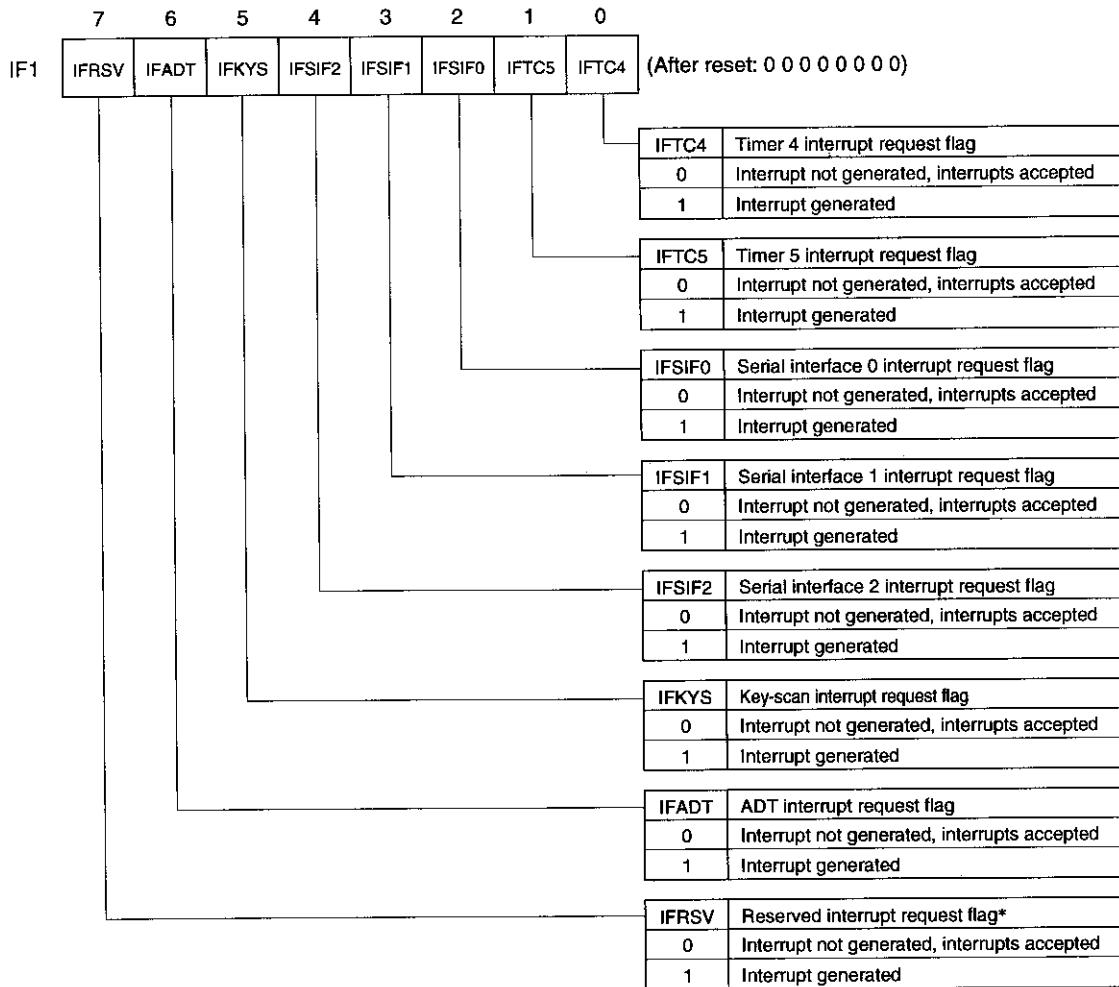 7 6 5 4 3 2 1 0
IF1 IFRSV IFADT IFKYS IFSIF2 IFSIF1 IFSIF0 IFTC5 IFTC4 (After reset: 0 0 0 0 0 0 0 0)
IFTC4 Timer 4 interrupt request flag
0 Interrupt not generated, interrupts accepted
1 Interrupt generated
IFTC5 Timer 5 interrupt request flag
0 Interrupt not generated, interrupts accepted
1 Interrupt generated
IFSIF0 Serial interface 0 interrupt request flag
0 Interrupt not generated, interrupts accepted
1 Interrupt generated
IFSIF1 Serial interface 1 interrupt request flag
0 Interrupt not generated, interrupts accepted
1 Interrupt generated
IFSIF2 Serial interface 2 interrupt request flag
0 Interrupt not generated, interrupts accepted
1 Interrupt generated
IFKYS Key-scan interrupt request flag
0 Interrupt not generated, interrupts accepted
1 Interrupt generated
IFADT ADT interrupt request flag
0 Interrupt not generated, interrupts accepted
1 Interrupt generated
IFRSV Reserved interrupt request flag*
0 Interrupt not generated, interrupts accepted
1 Interrupt generated